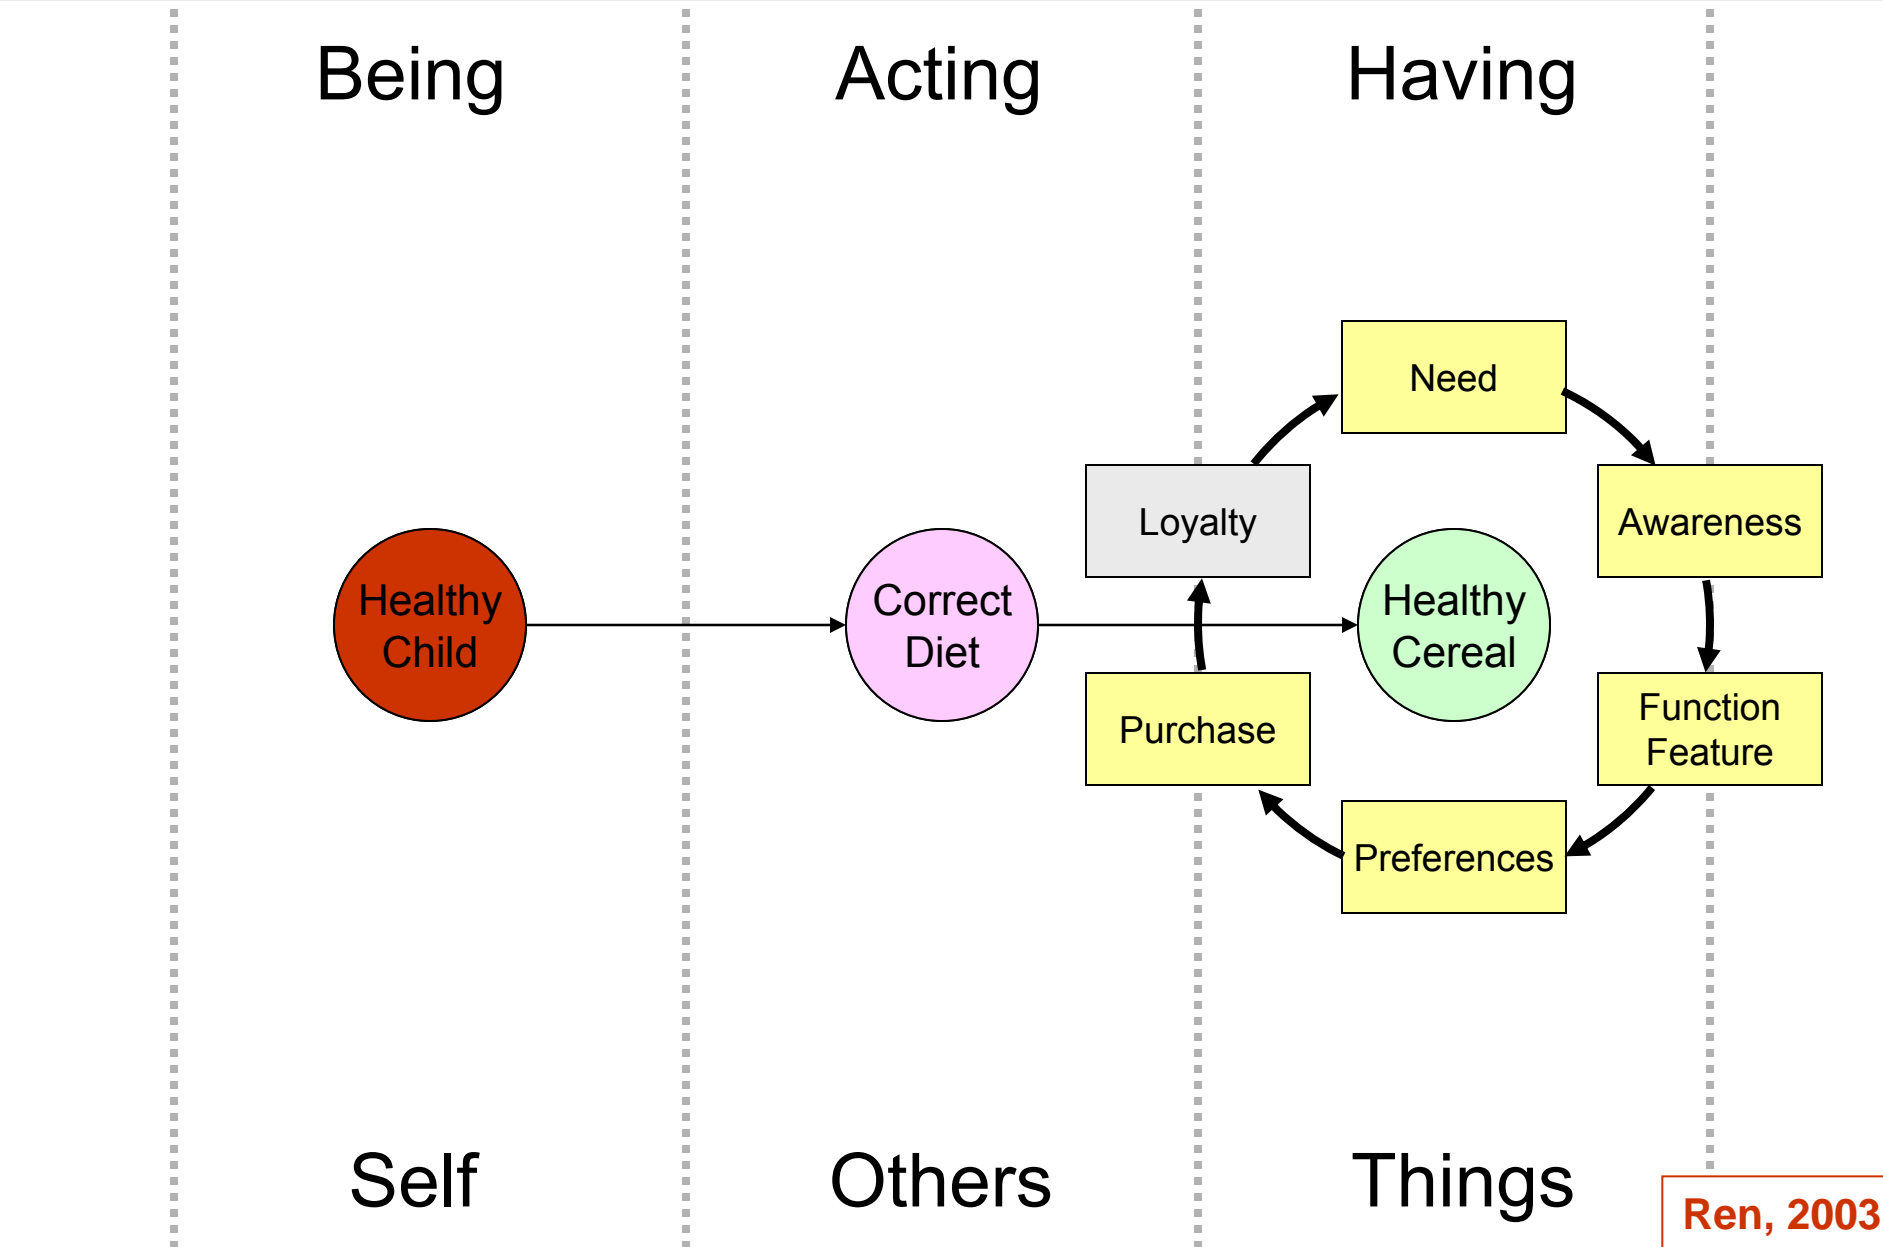 Being
Acting
Having
Need
Loyalty
Awareness
Healthy
Child
Correct
Diet
Healthy
Cereal
Purchase
Function
Feature
Preferences
Self
Others
Things
Ren, 2003